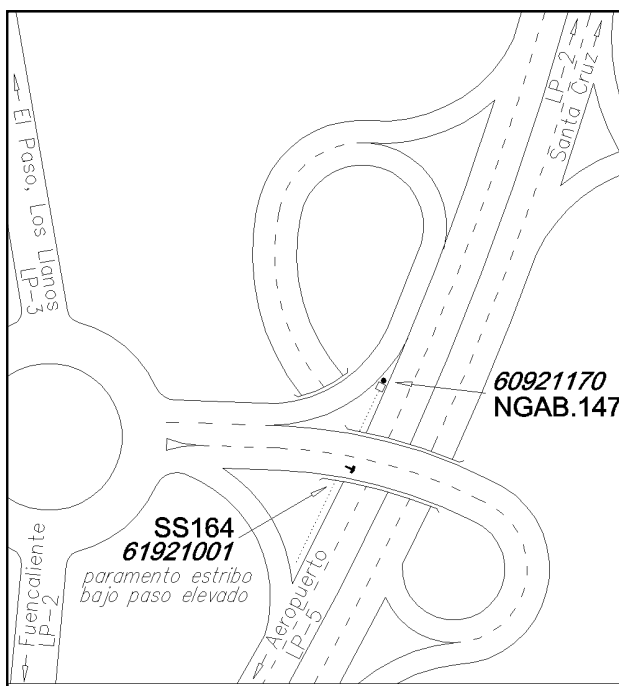 LP-2
Santa Cruz
El Paso, Los Llanos
LP-3
60921170
NGAB.147
SS164
61921001
paramento estribo
bajo paso elevado
Fuencaliente
LP-2
Aeropuerto
LP-5